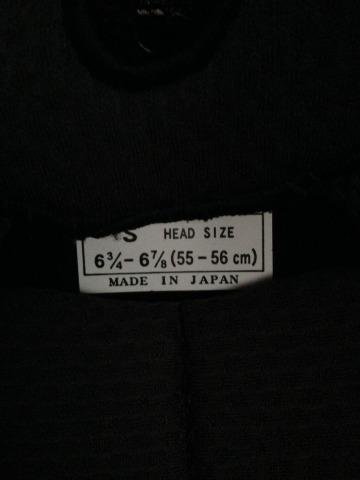 S HEAD SIZE
6¾ – 6⅞ (55 – 56 cm)
MADE IN JAPAN